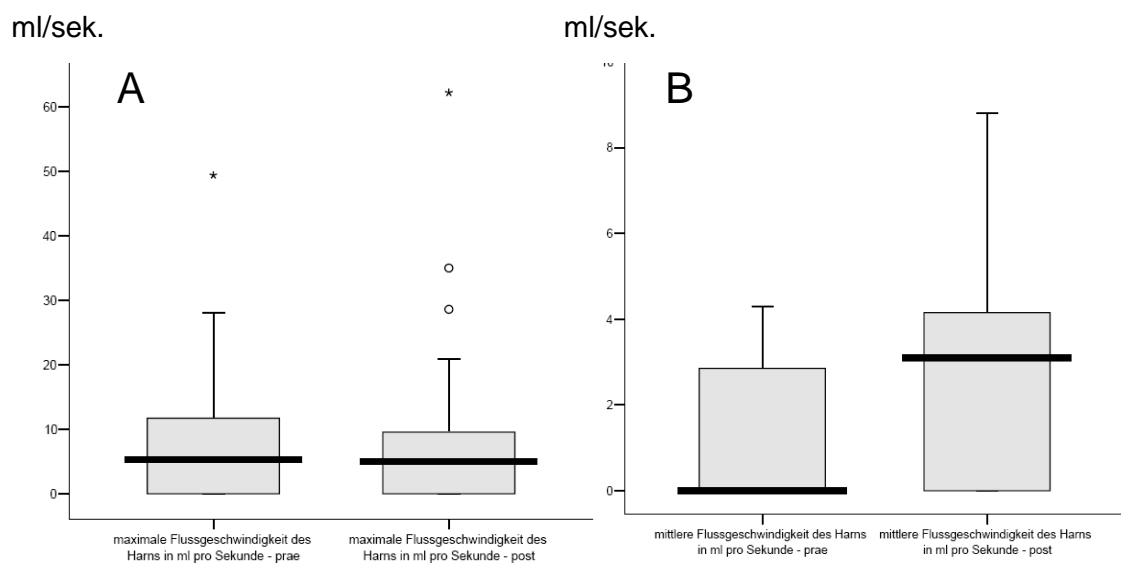 ml/sek.
ml/sek.
A
60
50
40
30
20
10
0
maximale Flussgeschwindigkeit des
Harns in ml pro Sekunde - prae
maximale Flussgeschwindigkeit des
Harns in ml pro Sekunde - post
B
10
8
6
4
2
0
mittlere Flussgeschwindigkeit des Harns
in ml pro Sekunde - prae
mittlere Flussgeschwindigkeit des Harns
in ml pro Sekunde - post